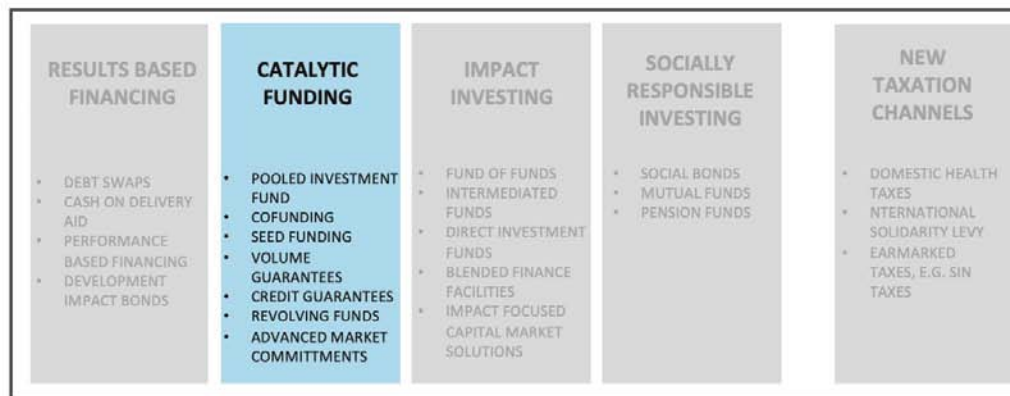 RESULTS BASED
FINANCING
• DEBT SWAPS
• CASH ON DELIVERY
AID
• PERFORMANCE
BASED FINANCING
• DEVELOPMENT
IMPACT BONDS
CATALYTIC
FUNDING
• POOLED INVESTMENT
FUND
• COFUNDING
• SEED FUNDING
• VOLUME
GUARANTEES
• CREDIT GUARANTEES
• REVOLVING FUNDS
• ADVANCED MARKET
COMMITTMENTS
IMPACT
INVESTING
• FUND OF FUNDS
• INTERMEDIATED
FUNDS
• DIRECT INVESTMENT
FUNDS
• BLENDED FINANCE
FACILITIES
• IMPACT FOCUSED
CAPITAL MARKET
SOLUTIONS
SOCIALLY
RESPONSIBLE
INVESTING
• SOCIAL BONDS
• MUTUAL FUNDS
• PENSION FUNDS
NEW
TAXATION
CHANNELS
• DOMESTIC HEALTH
TAXES
• NTERNATIONAL
SOLIDARITY LEVY
• EARMARKED
TAXES, E.G. SIN
TAXES